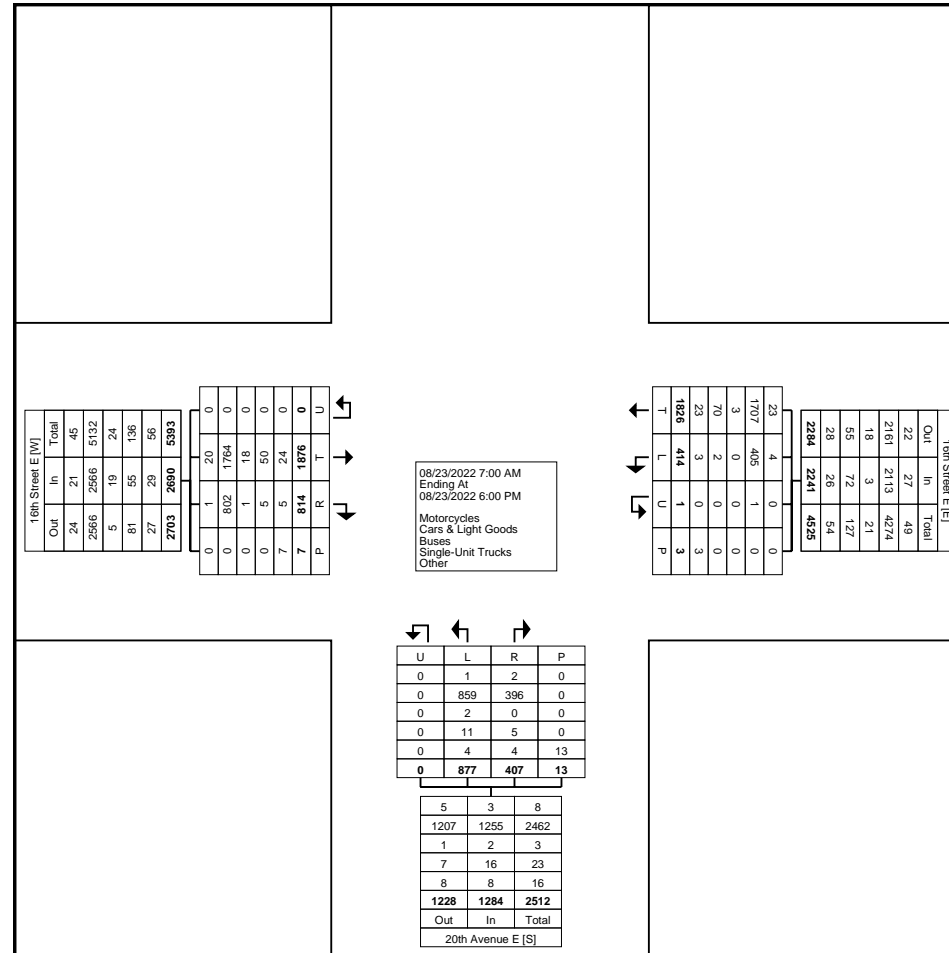 U T R P
0 1876 814 7
0 24 5 7
0 50 5 0
0 18 1 0
0 1764 802 0
0 20 1 0
5393 2690 2703
56 29 27
136 55 81
24 19 5
5132 2566 2566
45 21 24
Total In Out
16th Street E [W]
08/23/2022 7:00 AM
Ending At
08/23/2022 6:00 PM
Motorcycles
Cars & Light Goods
Buses
Single-Unit Trucks
Other
16th Street E [E]
Out In Total
22 27 49
2161 2113 4274
18 3 21
55 72 127
28 26 54
2284 2241 4525
23 4 0 0
1707 405 1 0
3 0 0 0
70 2 0 0
23 3 0 3
1826 414 1 3
T L U P
U L R P
0 1 2 0
0 859 396 0
0 2 0 0
0 11 5 0
0 4 4 13
0 877 407 13
5 3 8
1207 1255 2462
1 2 3
7 16 23
8 8 16
1228 1284 2512
Out In Total
20th Avenue E [S]